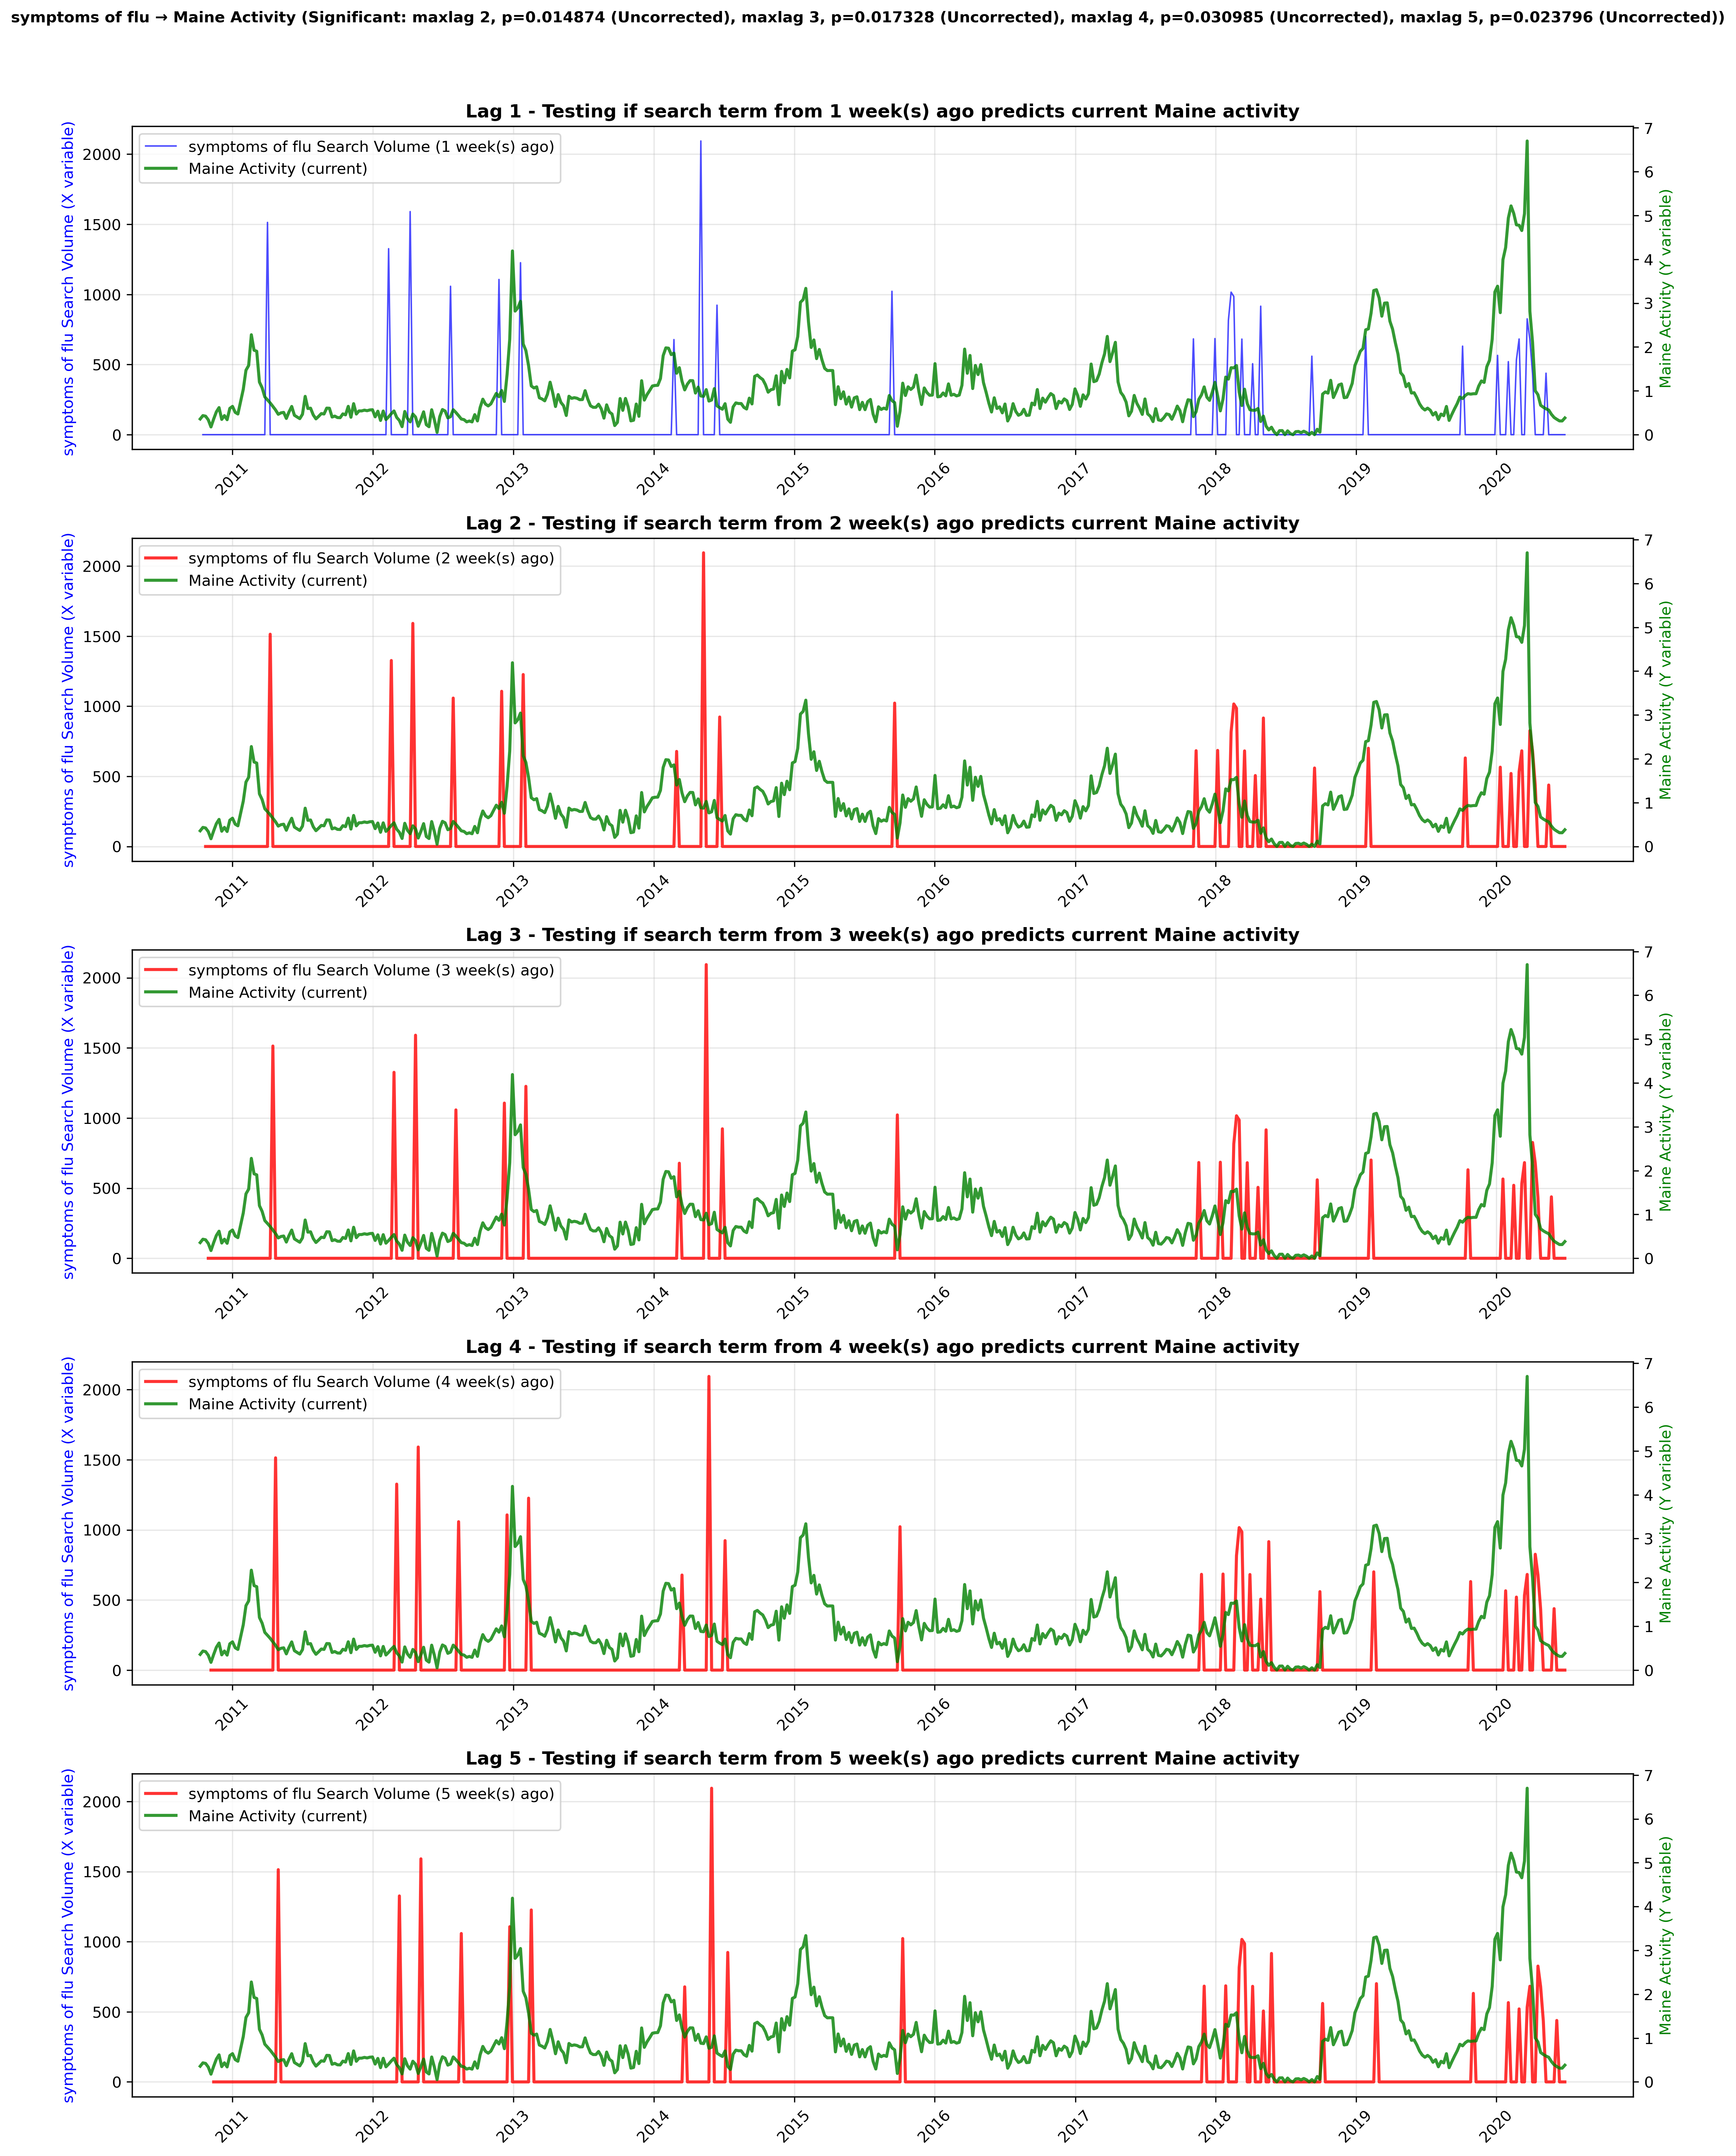 symptoms of flu → Maine Activity (Significant: maxlag 2, p=0.014874 (Uncorrected), maxlag 3, p=0.017328 (Uncorrected), maxlag 4, p=0.030985 (Uncorrected), maxlag 5, p=0.023796 (Uncorrected))
Lag 1 - Testing if search term from 1 week(s) ago predicts current Maine activity
symptoms of flu Search Volume (X variable)
2000
1500
1000
500
0
symptoms of flu Search Volume (1 week(s) ago)
Maine Activity (current)
7
6
5
4
3
2
1
0
Maine Activity (Y variable)
2011 2012 2013 2014 2015 2016 2017 2018 2019 2020
Lag 2 - Testing if search term from 2 week(s) ago predicts current Maine activity
symptoms of flu Search Volume (X variable)
2000
1500
1000
500
0
symptoms of flu Search Volume (2 week(s) ago)
Maine Activity (current)
7
6
5
4
3
2
1
0
Maine Activity (Y variable)
2011 2012 2013 2014 2015 2016 2017 2018 2019 2020
Lag 3 - Testing if search term from 3 week(s) ago predicts current Maine activity
symptoms of flu Search Volume (X variable)
2000
1500
1000
500
0
symptoms of flu Search Volume (3 week(s) ago)
Maine Activity (current)
7
6
5
4
3
2
1
0
Maine Activity (Y variable)
2011 2012 2013 2014 2015 2016 2017 2018 2019 2020
Lag 4 - Testing if search term from 4 week(s) ago predicts current Maine activity
symptoms of flu Search Volume (X variable)
2000
1500
1000
500
0
symptoms of flu Search Volume (4 week(s) ago)
Maine Activity (current)
7
6
5
4
3
2
1
0
Maine Activity (Y variable)
2011 2012 2013 2014 2015 2016 2017 2018 2019 2020
Lag 5 - Testing if search term from 5 week(s) ago predicts current Maine activity
symptoms of flu Search Volume (X variable)
2000
1500
1000
500
0
symptoms of flu Search Volume (5 week(s) ago)
Maine Activity (current)
7
6
5
4
3
2
1
0
Maine Activity (Y variable)
2011 2012 2013 2014 2015 2016 2017 2018 2019 2020